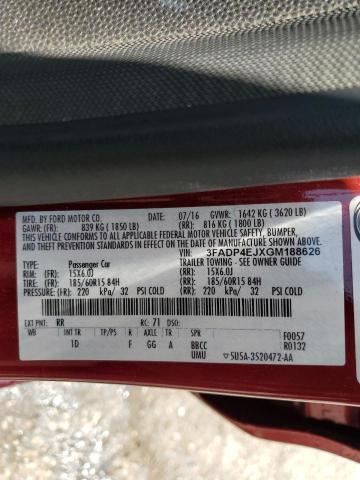 MFD. BY FORD MOTOR CO.
07/16 GVWR: 1642 KG ( 3620 LB)
GAWR: (FR): 839 KG ( 1850 LB) (RR): 816 KG ( 1800 LB)
THIS VEHICLE CONFORMS TO ALL APPLICABLE FEDERAL
MOTOR VEHICLE SAFETY, BUMPER,
AND THEFT PREVENTION STANDARDS IN EFFECT ON THE DATE OF MANUFACTURE SHOWN ABOVE.
VIN: 3FADP4EJXGM188626
TYPE: Passenger Car TRAILER TOWING - SEE OWNER GUIDE
RIM: (FR) 15X6.0J (RR): 15X6.0J
TIRE: (FR): 185/60R15 84H (RR): 185/60R15 84H
PRESSURE: (FR) 220 kPa/ 32 PSI COLD (RR): 220 kPa/ 32 PSI COLD
EXT PNT: RR RC: 71 DSO:
WB INT TR TP/PS R AXLE TR SPR F0057
1D F GG A BBCC R0132
UMU 5U5A-3520472-AA